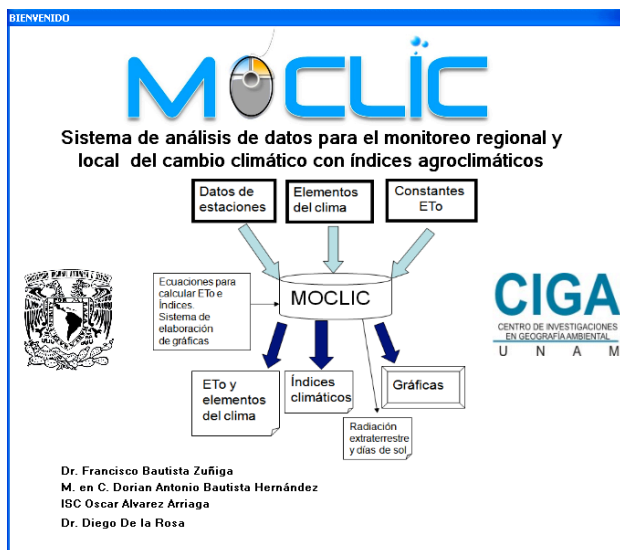 BIENVENIDO
MOCLIC
Sistema de análisis de datos para el monitoreo regional y
local del cambio climático con índices agroclimáticos
Datos de
estaciones
Elementos
del clima
Constantes
ETo
Ecuaciones para
calcular ETo e
Índices.
Sistema de
elaboración
de gráficas
MOCLIC
CIGA
CENTRO DE INVESTIGACIONES
EN GEOGRAFÍA AMBIENTAL
U N A M
ETo y
elementos
del clima
Índices
climáticos
Gráficas
Radiación
extraterrestre
y días de sol
Dr. Francisco Bautista Zuñiga
M. en C. Dorian Antonio Bautista Hernández
ISC Oscar Alvarez Arriaga
Dr. Diego De la Rosa